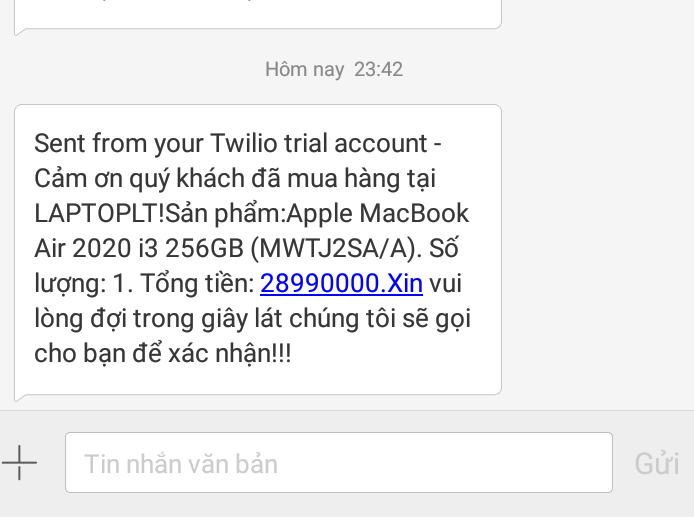 Hôm nay 23:42
Sent from your Twilio trial account -
Cảm ơn quý khách đã mua hàng tại
LAPTOPLT!Sản phẩm:Apple MacBook
Air 2020 i3 256GB (MWTJ2SA/A). Số
lượng: 1. Tổng tiền: 28990000.Xin vui
lòng đợi trong giây lát chúng tôi sẽ gọi
cho bạn để xác nhận!!!
Tin nhắn văn bản
Gửi